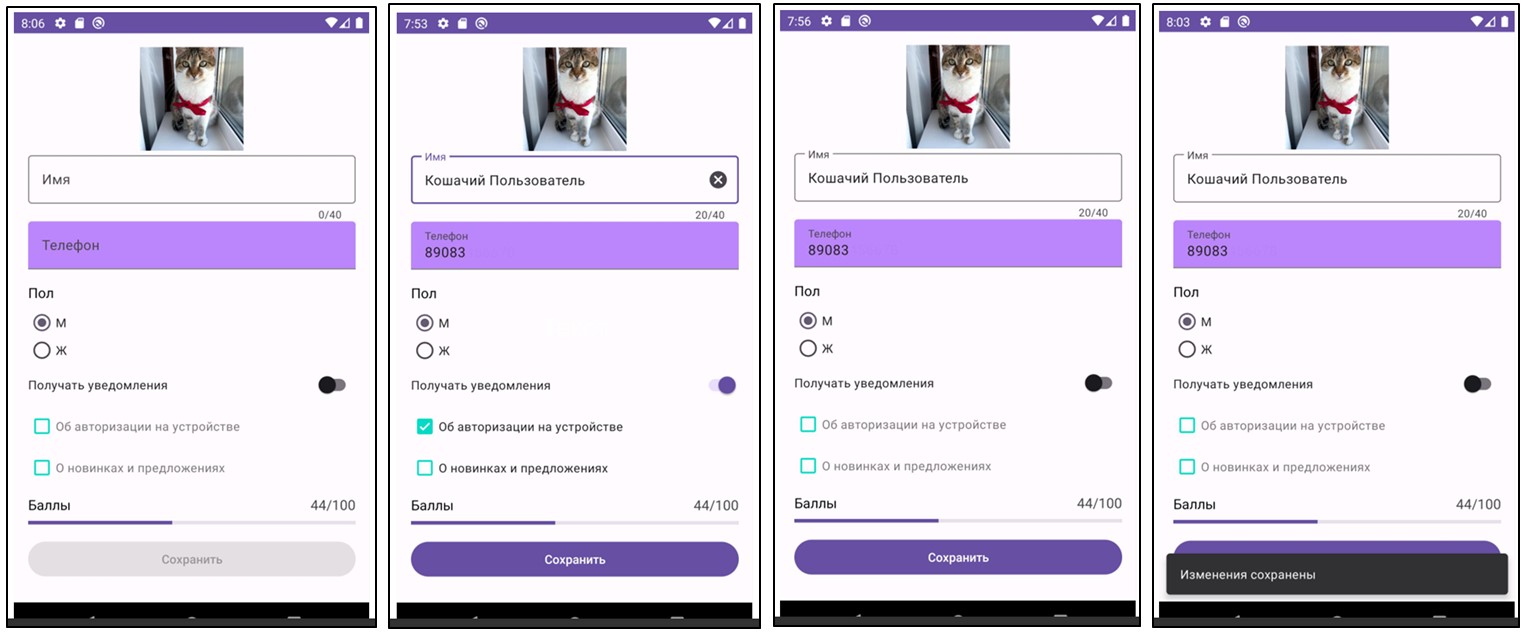 8:06
Имя
0/40
Телефон
Пол
М
Ж
Получать уведомления
Об авторизации на устройстве
О новинках и предложениях
Баллы 44/100
Сохранить
7:53
Имя
Кошачий Пользователь
20/40
Телефон
89083
Пол
М
Ж
Получать уведомления
Об авторизации на устройстве
О новинках и предложениях
Баллы 44/100
Сохранить
7:56
Имя
Кошачий Пользователь
20/40
Телефон
89083
Пол
М
Ж
Получать уведомления
Об авторизации на устройстве
О новинках и предложениях
Баллы 44/100
Сохранить
8:03
Имя
Кошачий Пользователь
20/40
Телефон
89083
Пол
М
Ж
Получать уведомления
Об авторизации на устройстве
О новинках и предложениях
Баллы 44/100
Изменения сохранены